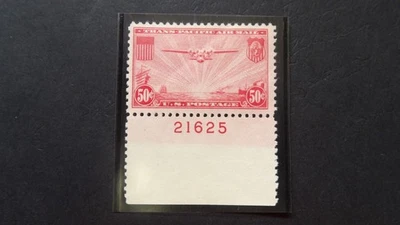 TRANS-PACIFIC AIR MAIL
50¢ 50¢
U.S. POSTAGE
21625